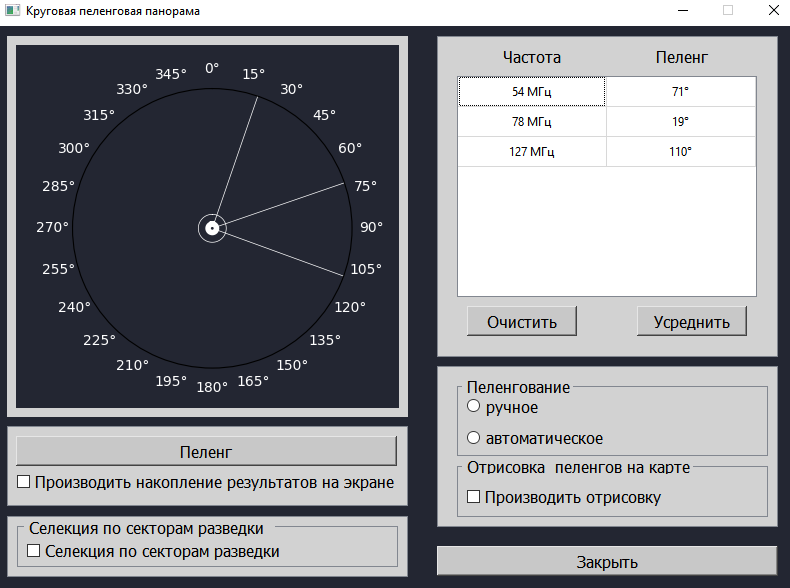 Круговая пеленговая панорама
0°
15°
30°
45°
60°
75°
90°
105°
120°
135°
150°
165°
180°
195°
210°
225°
240°
255°
270°
285°
300°
315°
330°
345°
Пеленг
Производить накопление результатов на экране
Селекция по секторам разведки
Селекция по секторам разведки
Частота Пеленг
54 МГц 71°
78 МГц 19°
127 МГц 110°
Очистить Усреднить
Пеленгование
ручное
автоматическое
Отрисовка пеленгов на карте
Производить отрисовку
Закрыть